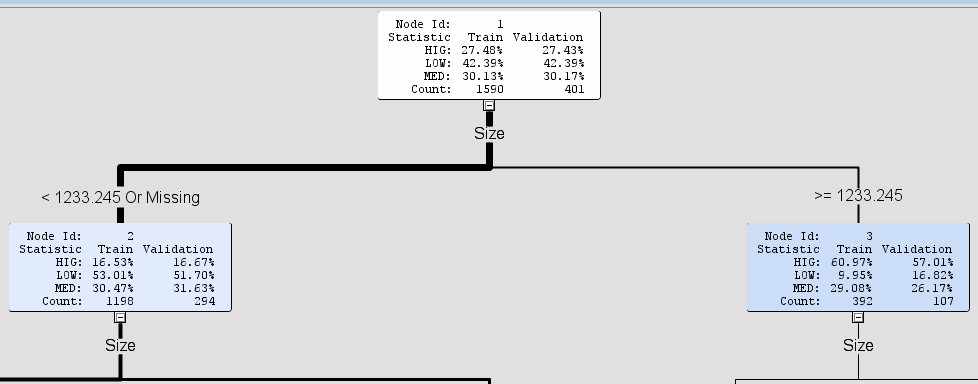 Node Id: 1
Statistic Train Validation
HIG: 27.48% 27.43%
LOW: 42.39% 42.39%
MED: 30.13% 30.17%
Count: 1590 401
Size
< 1233.245 Or Missing
>= 1233.245
Node Id: 2
Statistic Train Validation
HIG: 16.53% 16.67%
LOW: 53.01% 51.70%
MED: 30.47% 31.63%
Count: 1198 294
Node Id: 3
Statistic Train Validation
HIG: 60.97% 57.01%
LOW: 9.95% 16.82%
MED: 29.08% 26.17%
Count: 392 107
Size
Size